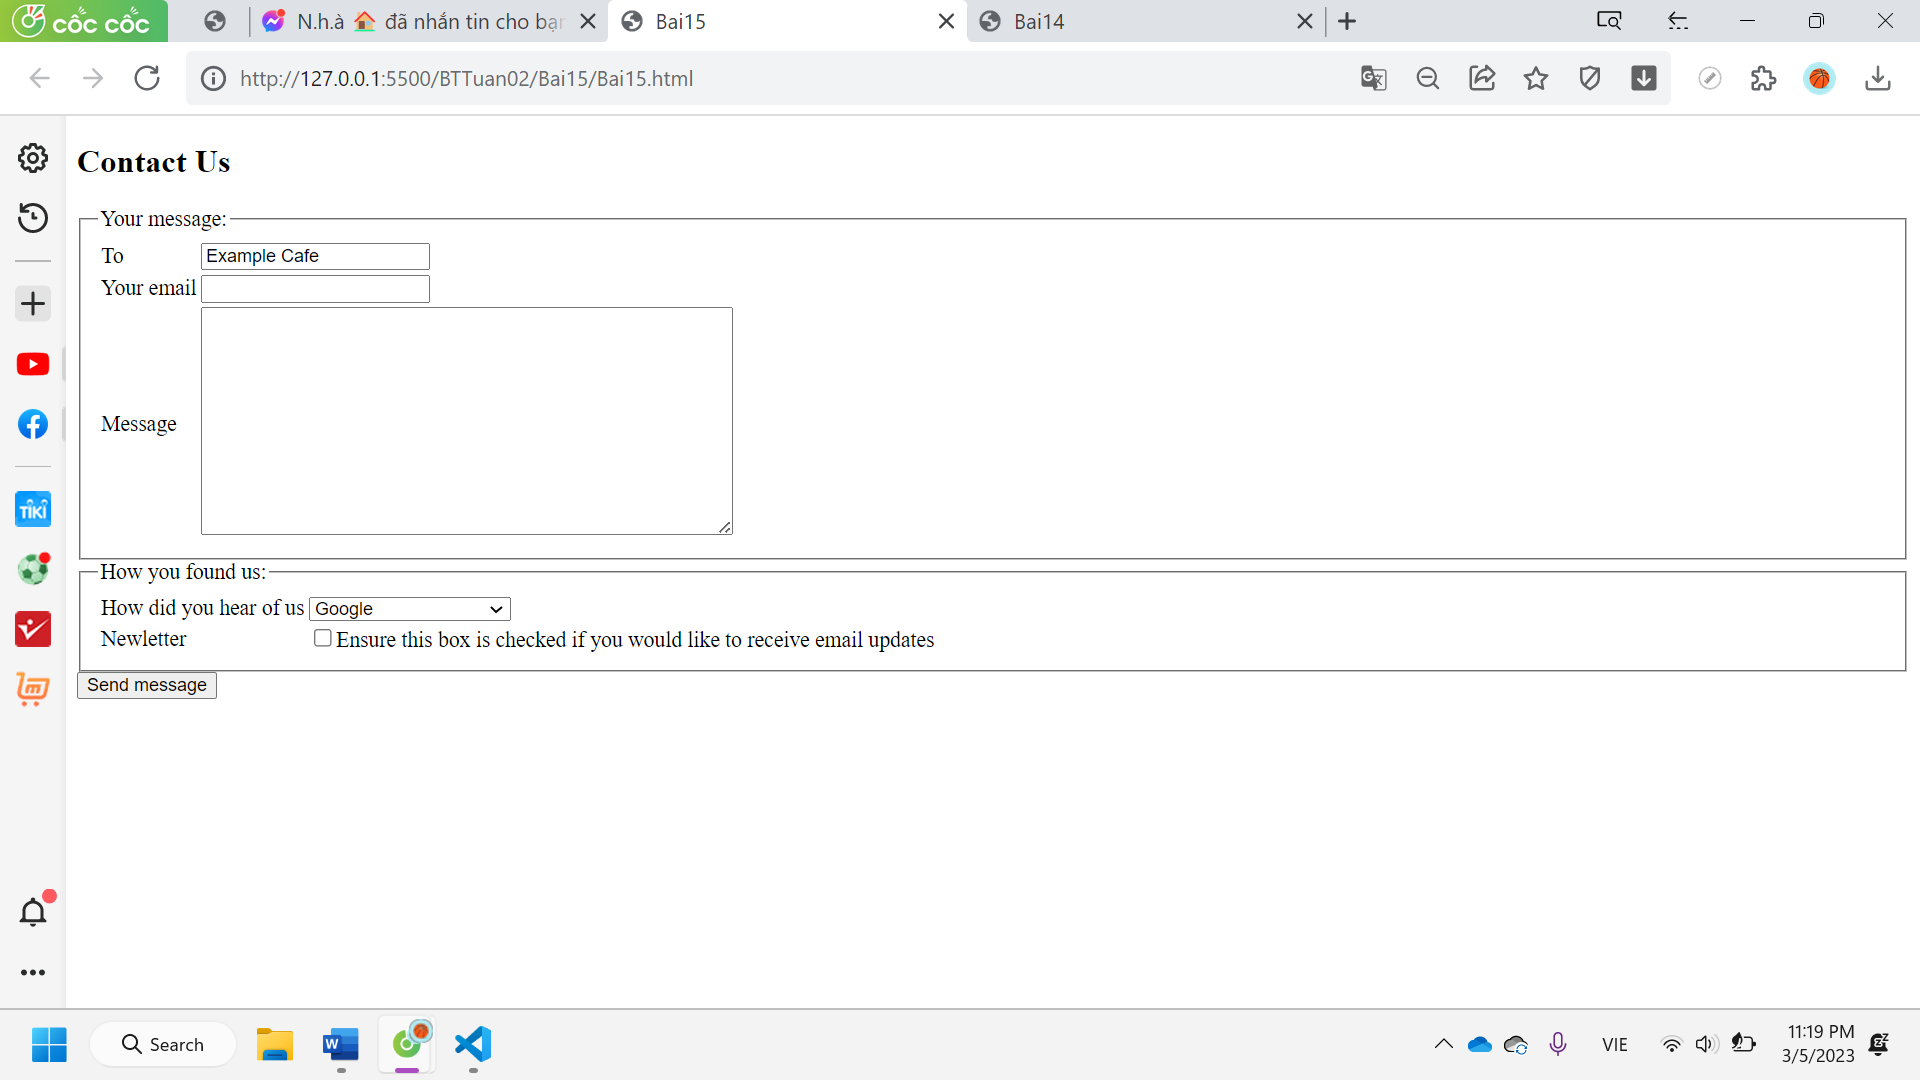 cốc cốc
N.h.à 🏠 đã nhắn tin cho bạn
Bai15
Bai14
http://127.0.0.1:5500/BTTuan02/Bai15/Bai15.html
Contact Us
Your message:
To
Example Cafe
Your email
Message
How you found us:
How did you hear of us
Google
Newletter
Ensure this box is checked if you would like to receive email updates
Send message
TIKI
Search
VIE
11:19 PM
3/5/2023